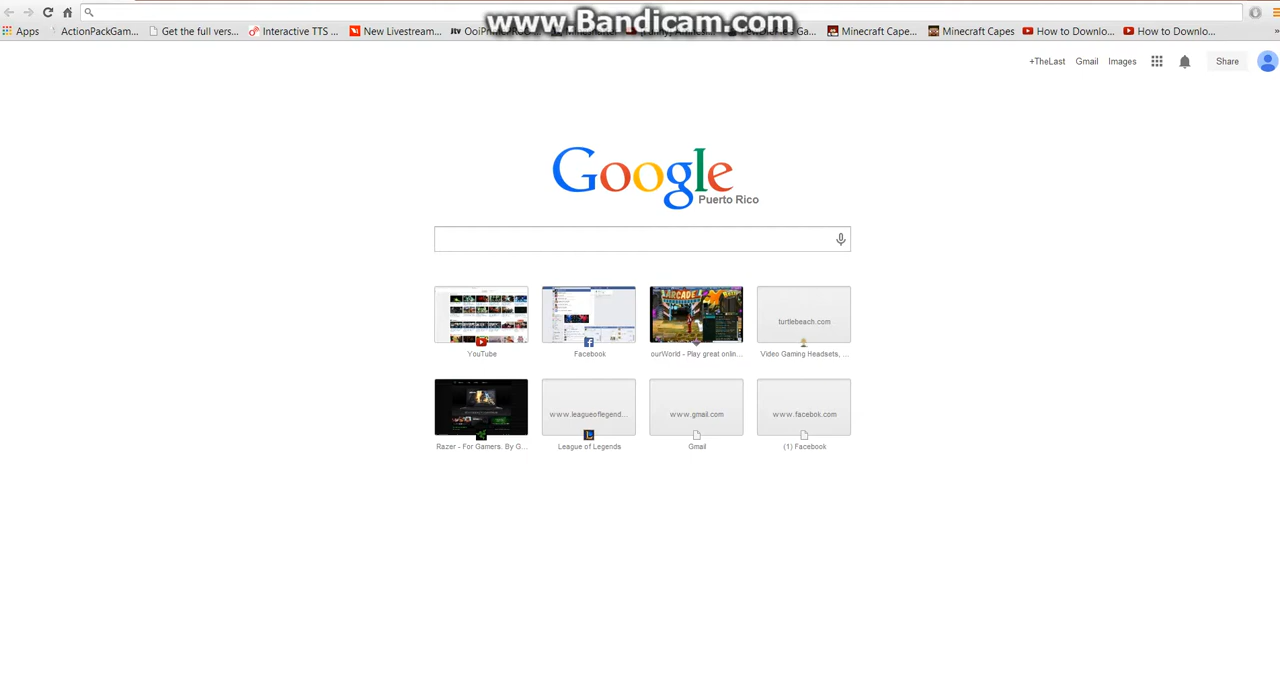 www.Bandicam.com
Apps ActionPackGam... Get the full vers... Interactive TTS ... New Livestream... Minecraft Cape... Minecraft Capes How to Downlo... How to Downlo...
+TheLast Gmail Images Share
Google
Puerto Rico
turtlebeach.com
YouTube Facebook ourWorld - Play great onlin... Video Gaming Headsets, ...
www.leagueoflegend... www.gmail.com www.facebok.com
Razer - For Gamers. By G... League of Legends Gmail (1) Facebook